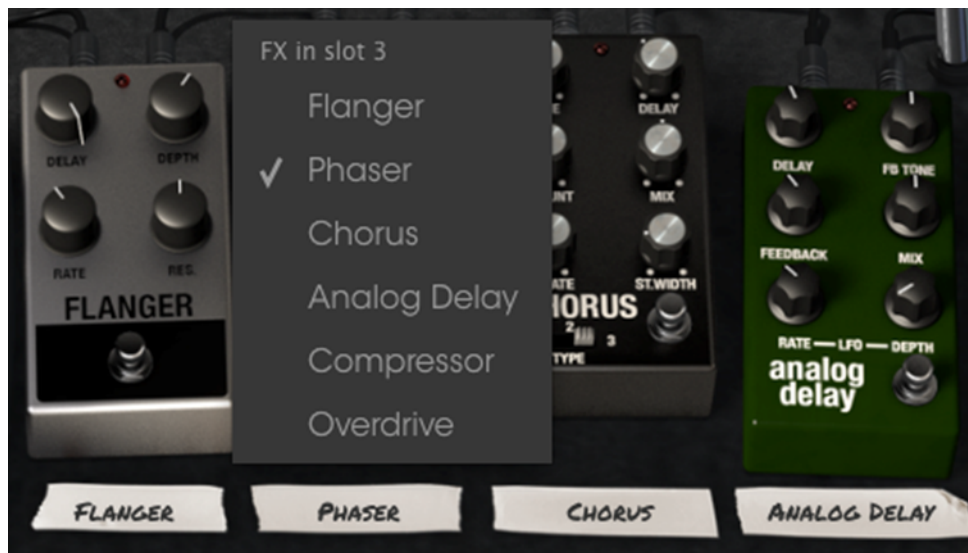 FX in slot 3
Flanger
Phaser
Chorus
Analog Delay
Compressor
Overdrive
DELAY
DEPTH
RATE
RES.
FLANGER
DELAY
MIX
ST.WIDTH
2
3
TYPE
DELAY
FB TONE
FEEDBACK
MIX
RATE — LFO — DEPTH
analog
delay
FLANGER
PHASER
CHORUS
ANALOG DELAY